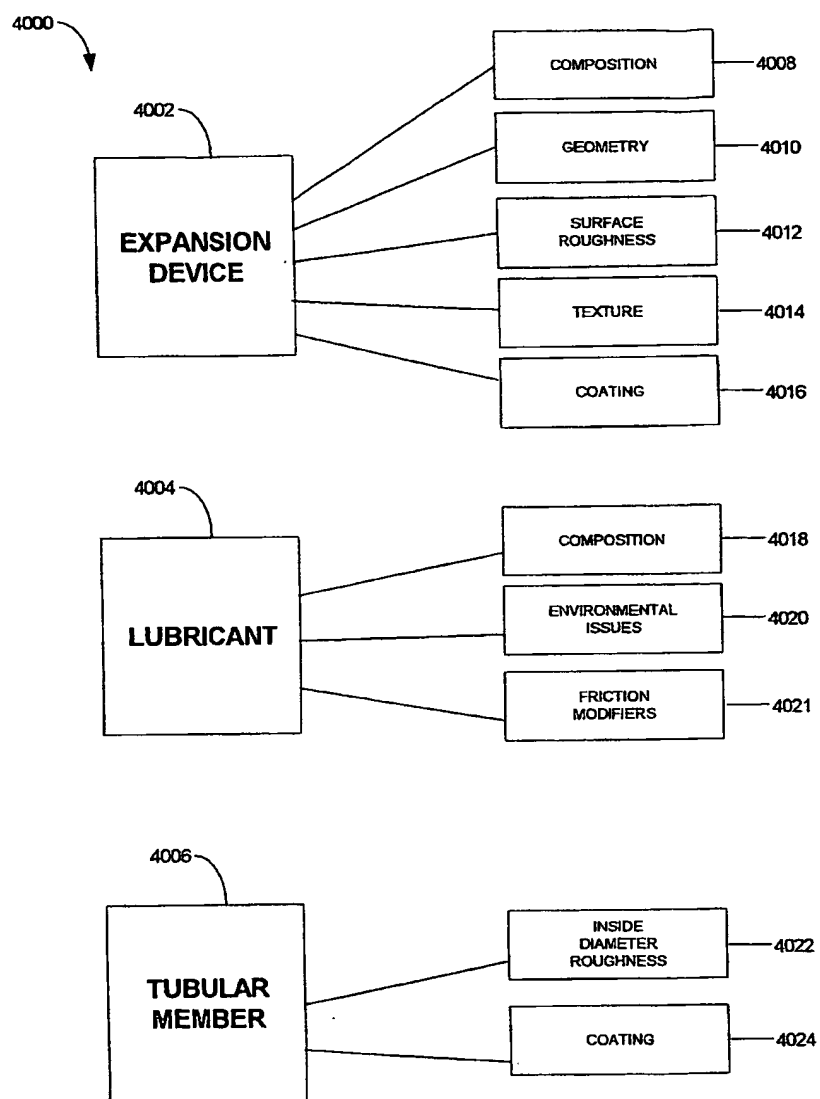 4000
COMPOSITION
4008
4002
GEOMETRY
4010
EXPANSION
DEVICE
SURFACE
ROUGHNESS
4012
TEXTURE
4014
COATING
4016
4004
COMPOSITION
4018
LUBRICANT
ENVIRONMENTAL
ISSUES
4020
FRICTION
MODIFIERS
4021
4006
INSIDE
DIAMETER
ROUGHNESS
4022
TUBULAR
MEMBER
COATING
4024